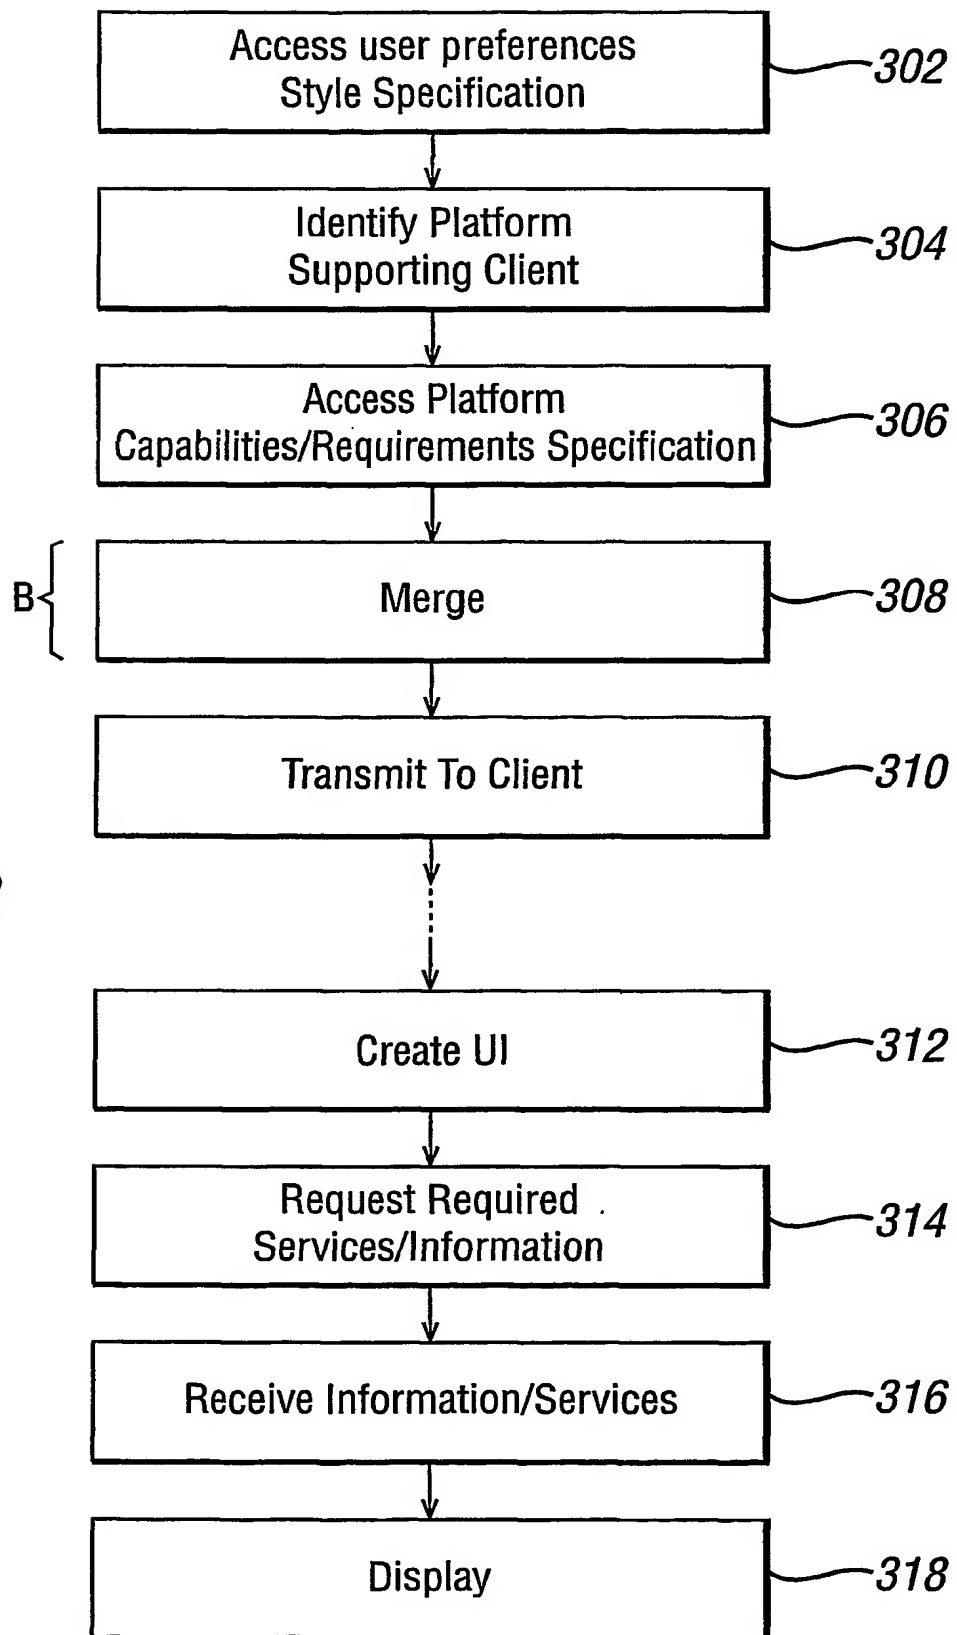 Access user preferences
Style Specification
302
Identify Platform
Supporting Client
304
Access Platform
Capabilities/Requirements Specification
306
B
Merge
308
Transmit To Client
310
Create UI
312
Request Required
Services/Information
314
Receive Information/Services
316
Display
318